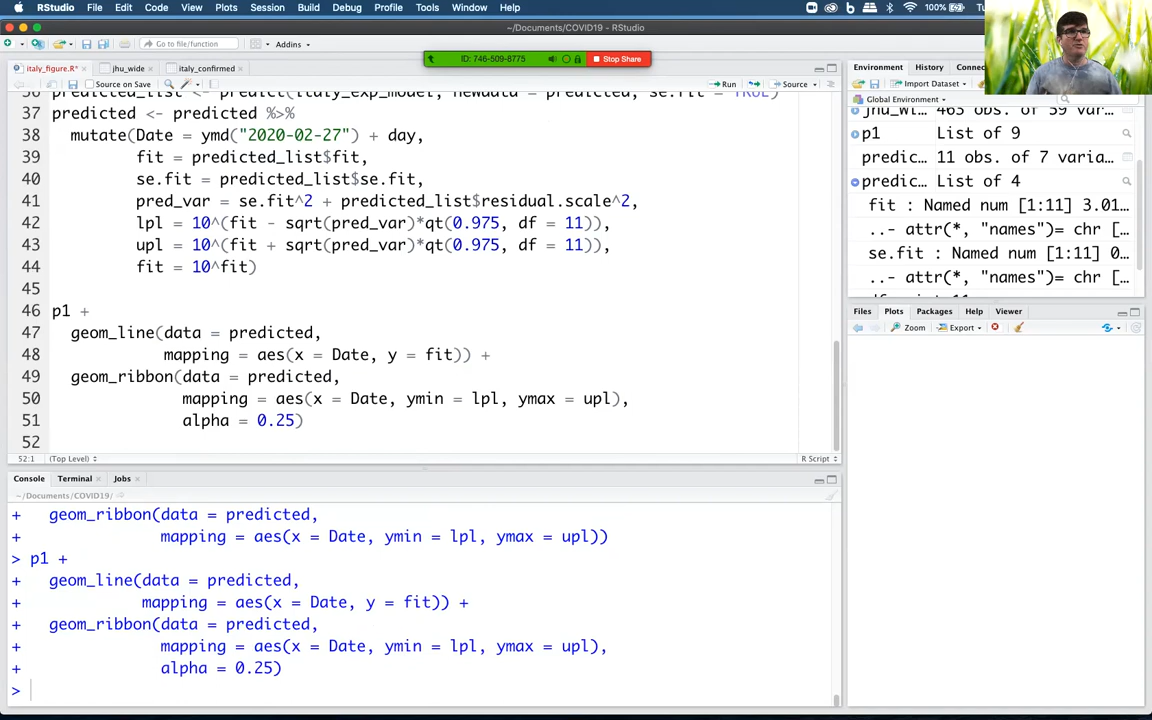 RStudio File Edit Code View Plots Session Build Debug Profile Tools Window Help 100%
~/Documents/COVID19 - RStudio
Go to file/function Addins
ID: 746-509-8775 Stop Share
italy_figure.R* jhu_wide italy_confirmed
Source on Save Run Source
37 predicted <- predicted %>%
38 mutate(Date = ymd("2020-02-27") + day,
39 fit = predicted_list$fit,
40 se.fit = predicted_list$se.fit,
41 pred_var = se.fit^2 + predicted_list$residual.scale^2,
42 lpl = 10^(fit - sqrt(pred_var)*qt(0.975, df = 11)),
43 upl = 10^(fit + sqrt(pred_var)*qt(0.975, df = 11)),
44 fit = 10^fit)
45
46 p1 +
47 geom_line(data = predicted,
48 mapping = aes(x = Date, y = fit)) +
49 geom_ribbon(data = predicted,
50 mapping = aes(x = Date, ymin = lpl, ymax = upl),
51 alpha = 0.25)
52
52:1 (Top Level) R Script
Console Terminal Jobs
~/Documents/COVID19/
+ geom_ribbon(data = predicted,
+ mapping = aes(x = Date, ymin = lpl, ymax = upl))
> p1 +
+ geom_line(data = predicted,
+ mapping = aes(x = Date, y = fit)) +
+ geom_ribbon(data = predicted,
+ mapping = aes(x = Date, ymin = lpl, ymax = upl),
+ alpha = 0.25)
>
Environment History Connec
Import Dataset
Global Environment
jhu_wi… 463 obs. of 59 varia…
p1 List of 9
predic… 11 obs. of 7 varia…
predic… List of 4
fit : Named num [1:11] 3.01…
..- attr(*, "names")= chr […
se.fit : Named num [1:11] 0…
..- attr(*, "names")= chr […
Files Plots Packages Help Viewer
Zoom Export